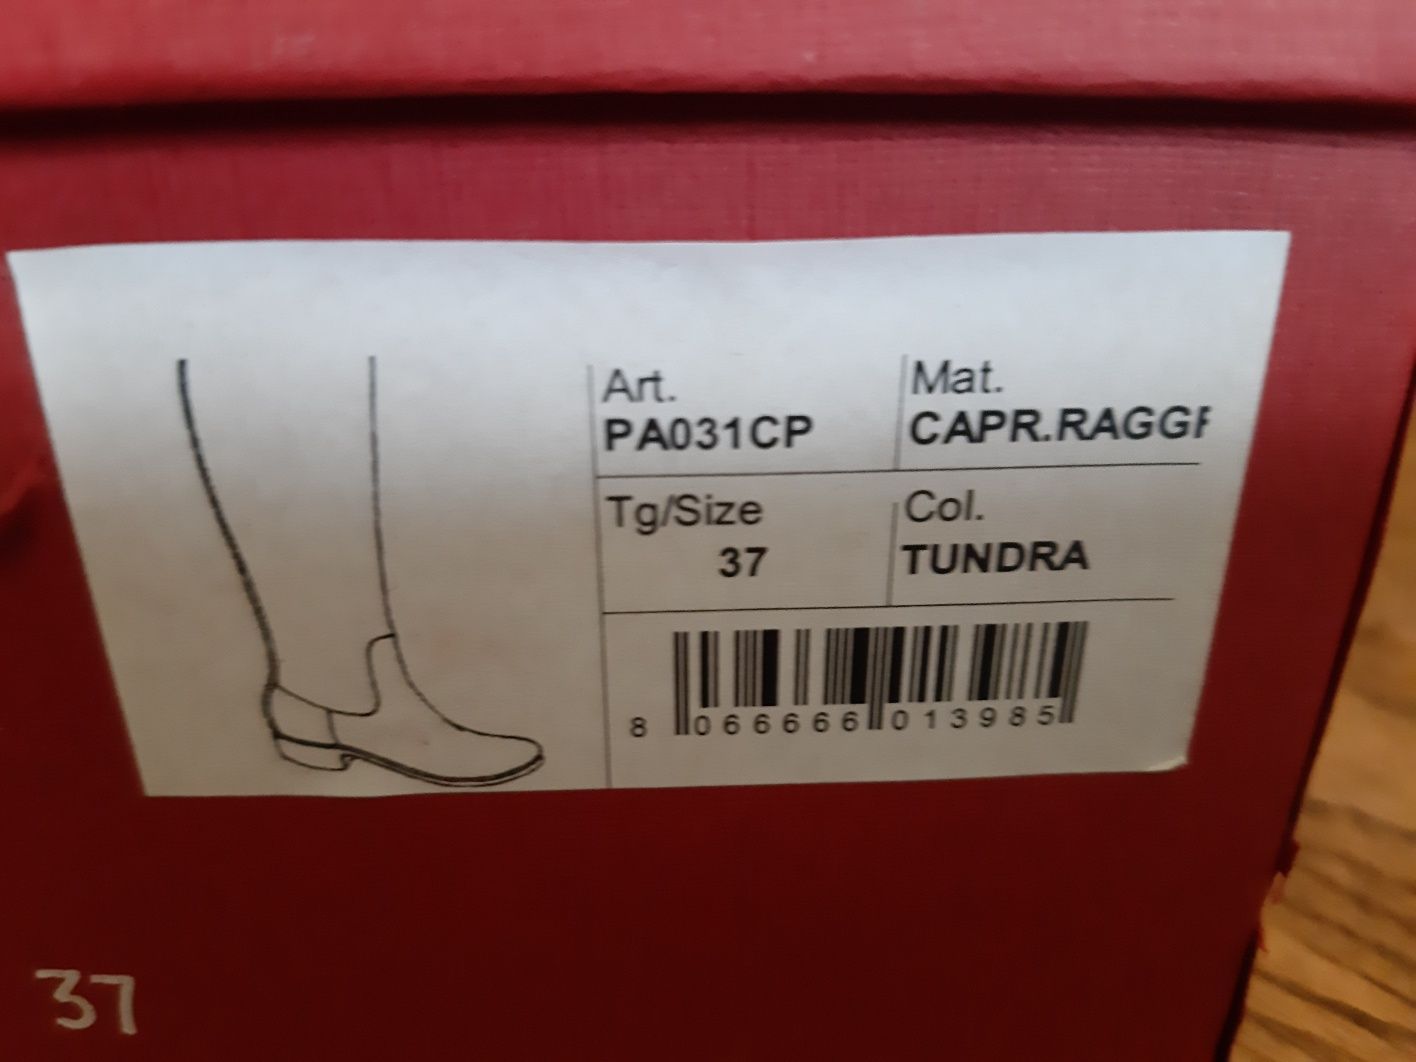 Art.
PA031CP
Mat.
CAPR.RAGGF
Tg/Size
37
Col.
TUNDRA
8 066666 013985
37